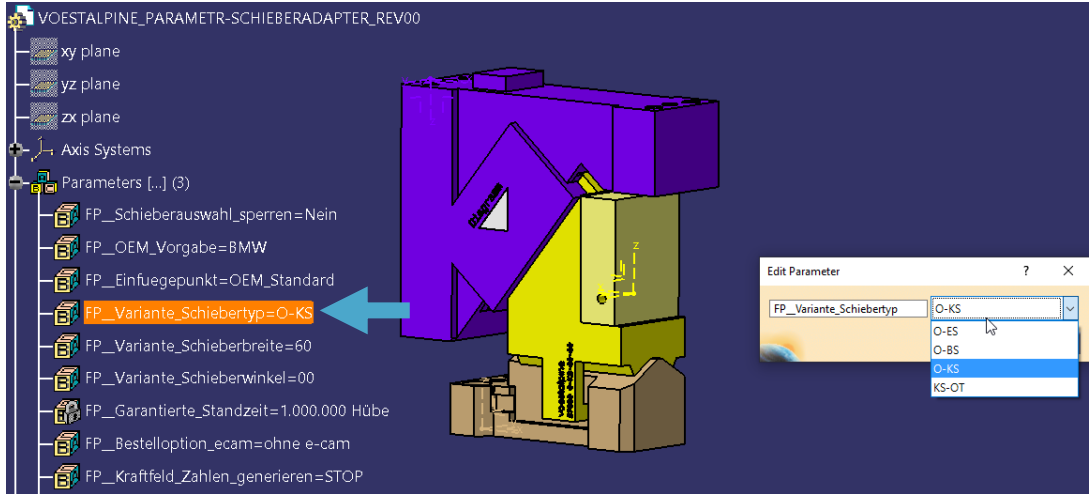 VOESTALPINE_PARAMETR-SCHIEBERADAPTER_REV00
xy plane
yz plane
zx plane
Axis Systems
Parameters [...] (3)
FP__Schieberauswahl_sperren=Nein
FP__OEM_Vorgabe=BMW
FP__Einfuegepunkt=OEM_Standard
FP__Variante_Schiebertyp=O-KS
FP__Variante_Schieberbreite=60
FP__Variante_Schieberwinkel=00
FP__Garantierte_Standzeit=1.000.000 Hübe
FP__Bestelloption_ecam=ohne e-cam
FP__Kraftfeld_Zahlen_generieren=STOP
Diagramm
z
voestalpine
Edit Parameter
?
FP__Variante_Schiebertyp
O-KS
O-ES
O-BS
O-KS
KS-OT